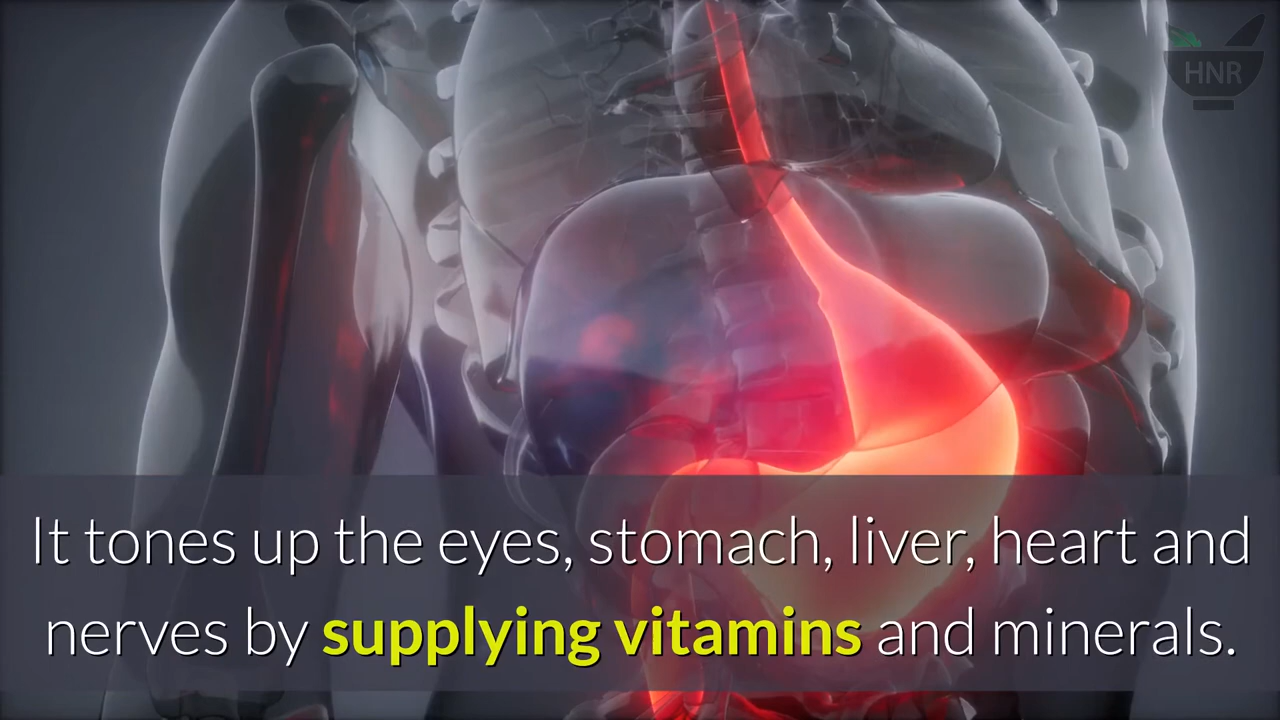 HNR
It tones up the eyes, stomach, liver, heart and
nerves by supplying vitamins and minerals.